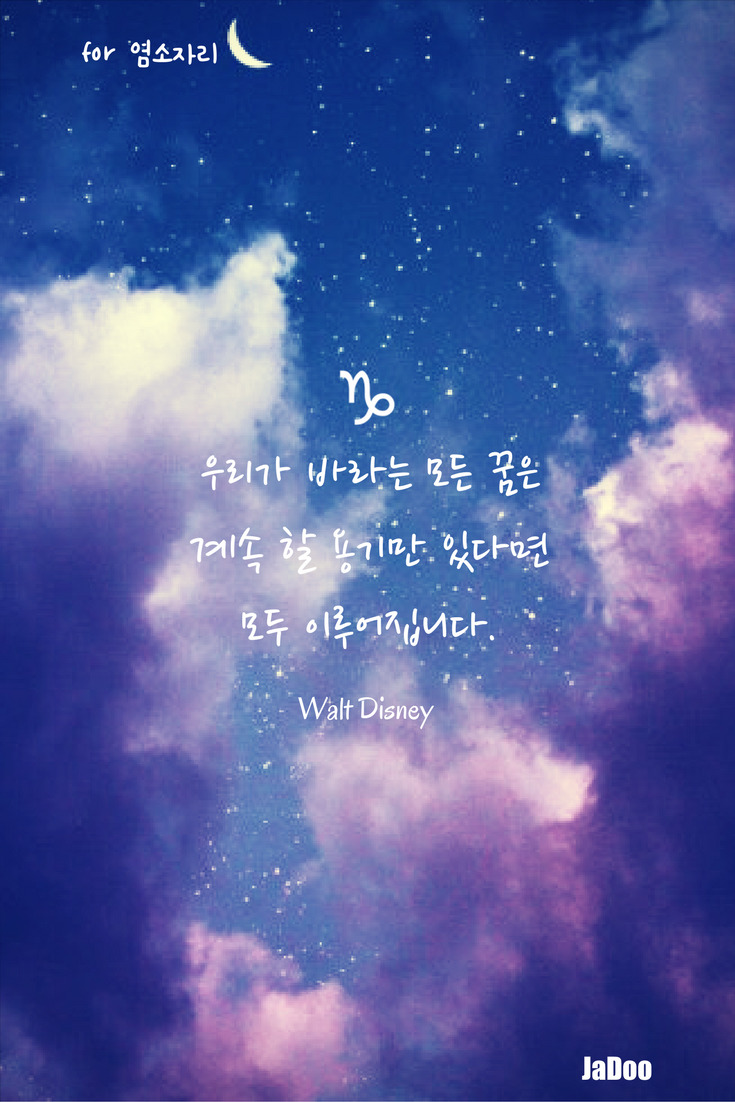 for 염소자리
♑
우리가 바라는 모든 꿈은
계속 할 용기만 있다면
모두 이루어집니다.
Walt Disney
JaDoo